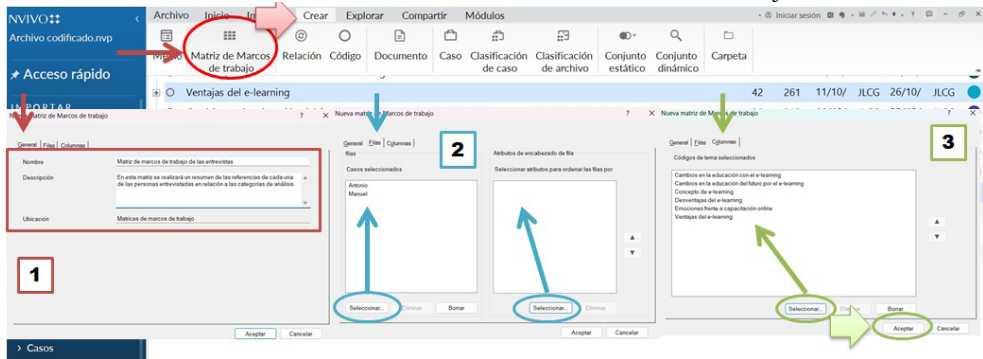 NVIVO
Archivo Inicio Crear Explorar Compartir Módulos
Iniciar sesión
Archivo codificado.nvp
Matriz de Marcos de trabajo
Relación
Código
Documento
Caso
Clasificación de caso
Clasificación de archivo
Conjunto estático
Conjunto dinámico
Carpeta
Acceso rápido
IMPORTAR
Ventajas del e-learning 42 261 11/10/ JLCG 26/10/ JLCG
Nueva matriz de Marcos de trabajo ? X
General Filas Columnas
Nombre Matriz de marcos de trabajo de las entrevistas
Descripción En esta matriz se realizará un resumen de las referencias de cada una
de las personas entrevistadas en relación a las categorías de análisis
Ubicación Matrices de marcos de trabajo
1
Aceptar Cancelar
Nueva matriz de Marcos de trabajo ? X
General Filas Columnas
2
filas
Atributos de encabezado de fila
Casos seleccionados
Seleccionar atributos para ordenar las filas por
Antonio
Manuel
Seleccionar... Eliminar Borrar
Seleccionar... Eliminar
Aceptar Cancelar
Nueva matriz de Marcos de trabajo ? X
General Filas Columnas
3
Códigos de tema seleccionados
Cambios en la educación con el e-learning
Cambios en la educación del futuro por el e-learning
Concepto de e-learning
Desventajas del e-learning
Emociones frente a capacitación online
Ventajas del e-learning
Seleccionar... Borrar
Aceptar Cancelar
> Casos